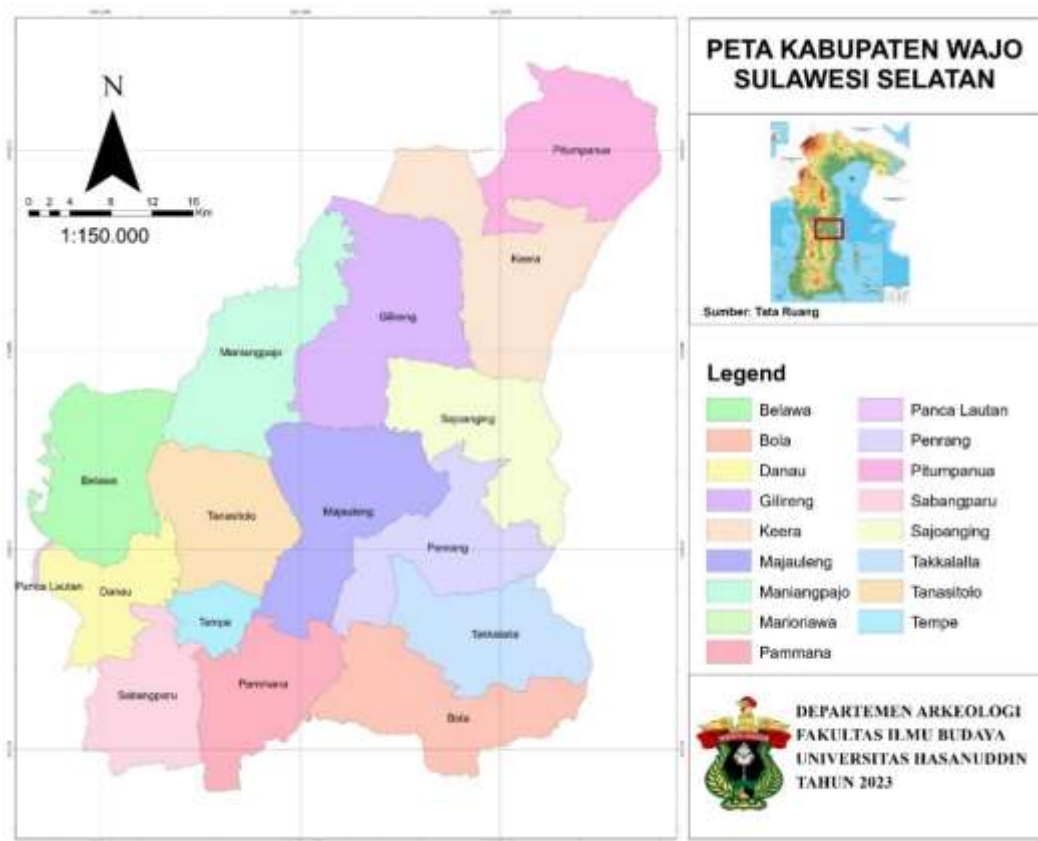 PETA KABUPATEN WAJO
SULAWESI SELATAN
N
0 2 4 8 12 16
Km
1:150.000
Pitumpanua
Keera
Gilireng
Maniangpajo
Sajoanging
Belawa
Tanasitolo
Majauleng
Penrang
Panca Lautan
Danau
Tempe
Takkalalla
Sabangparu
Pammana
Bola
Sumber: Tata Ruang
Legend
Belawa
Bola
Danau
Gilireng
Keera
Majauleng
Maniangpajo
Marioriawa
Pammana
Panca Lautan
Penrang
Pitumpanua
Sabangparu
Sajoanging
Takkalalla
Tanasitolo
Tempe
DEPARTEMEN ARKEOLOGI
FAKULTAS ILMU BUDAYA
UNIVERSITAS HASANUDDIN
TAHUN 2023